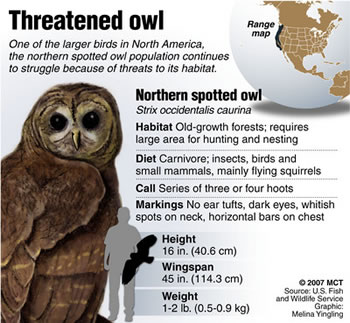 Threatened owl
One of the larger birds in North America,
the northern spotted owl population continues
to struggle because of threats to its habitat.
Range
map
Northern spotted owl
Strix occidentalis caurina
Habitat Old-growth forests; requires
large area for hunting and nesting
Diet Carnivore; insects, birds and
small mammals, mainly flying squirrels
Call Series of three or four hoots
Markings No ear tufts, dark eyes, whitish
spots on neck, horizontal bars on chest
Height
16 in. (40.6 cm)
Wingspan
45 in. (114.3 cm)
Weight
1-2 lb. (0.5-0.9 kg)
© 2007 MCT
Source: U.S. Fish
and Wildlife Service
Graphic:
Melina Yingling